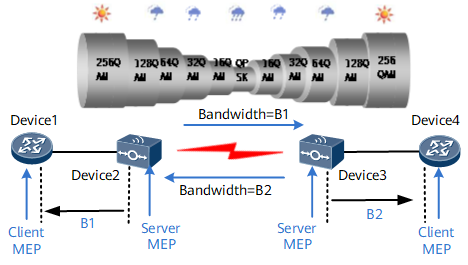 256Q AM
128Q AM
64Q AM
32Q AM
16Q AM
QP SK
16Q AM
32Q AM
64Q AM
128Q AM
256 QAM
Bandwidth=B1
Device1
Device4
Device2
Device3
Bandwidth=B2
B1
B2
Client
MEP
Server
MEP
Server
MEP
Client
MEP